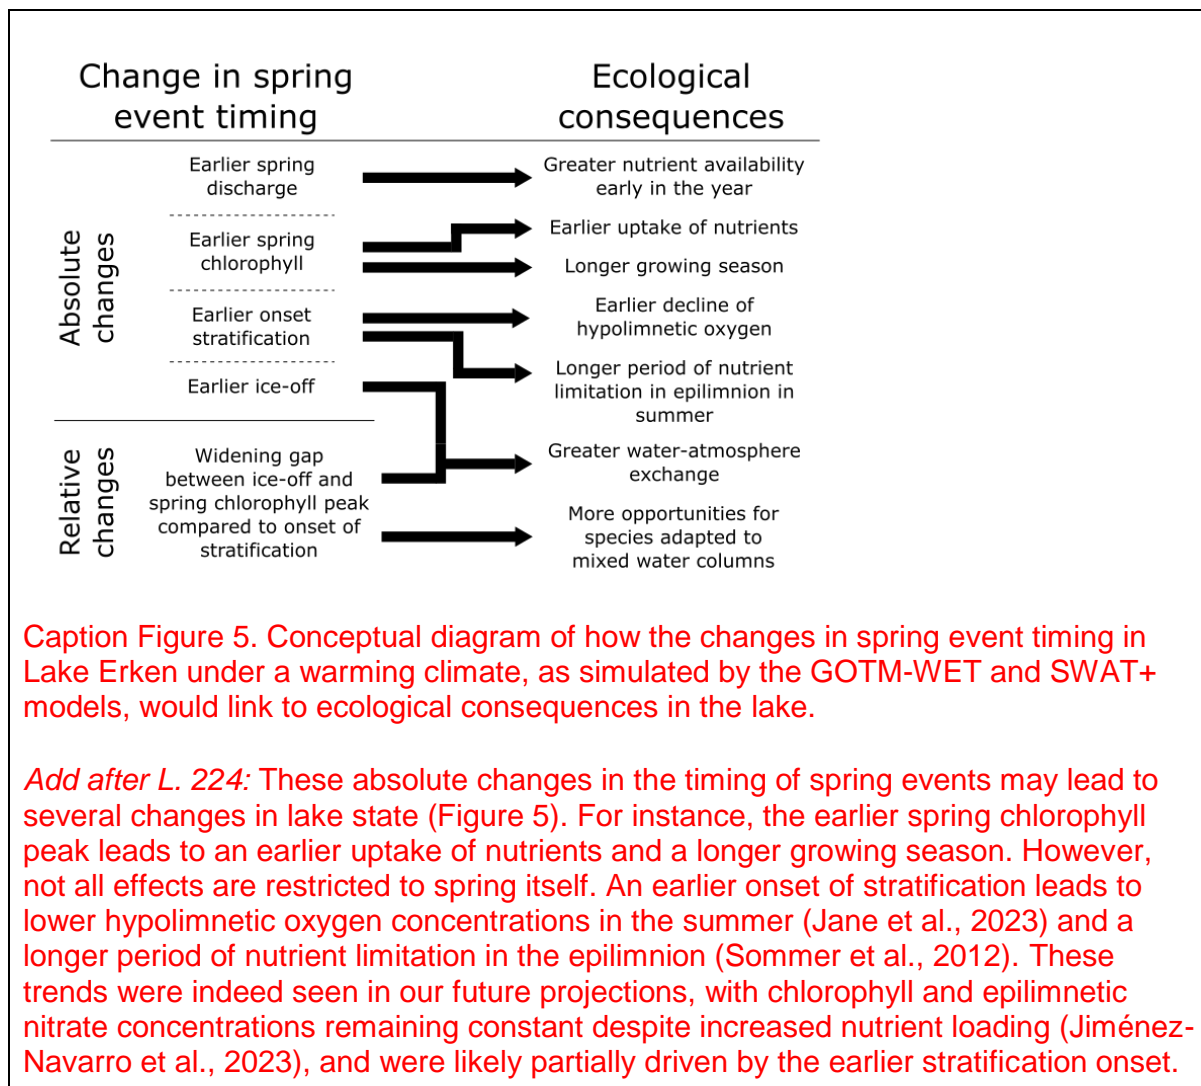 Change in spring
event timing
Ecological
consequences
Absolute
changes
Earlier spring
discharge
Greater nutrient availability
early in the year
Earlier spring
chlorophyll
Earlier uptake of nutrients
Longer growing season
Earlier onset
stratification
Earlier decline of
hypolimnetic oxygen
Longer period of nutrient
limitation in epilimnion in
summer
Earlier ice-off
Relative
changes
Widening gap
between ice-off and
spring chlorophyll peak
compared to onset of
stratification
Greater water-atmosphere
exchange
More opportunities for
species adapted to
mixed water columns
Caption Figure 5. Conceptual diagram of how the changes in spring event timing in
Lake Erken under a warming climate, as simulated by the GOTM-WET and SWAT+
models, would link to ecological consequences in the lake.
Add after L. 224: These absolute changes in the timing of spring events may lead to
several changes in lake state (Figure 5). For instance, the earlier spring chlorophyll
peak leads to an earlier uptake of nutrients and a longer growing season. However,
not all effects are restricted to spring itself. An earlier onset of stratification leads to
lower hypolimnetic oxygen concentrations in the summer (Jane et al., 2023) and a
longer period of nutrient limitation in the epilimnion (Sommer et al., 2012). These
trends were indeed seen in our future projections, with chlorophyll and epilimnetic
nitrate concentrations remaining constant despite increased nutrient loading (Jiménez-
Navarro et al., 2023), and were likely partially driven by the earlier stratification onset.